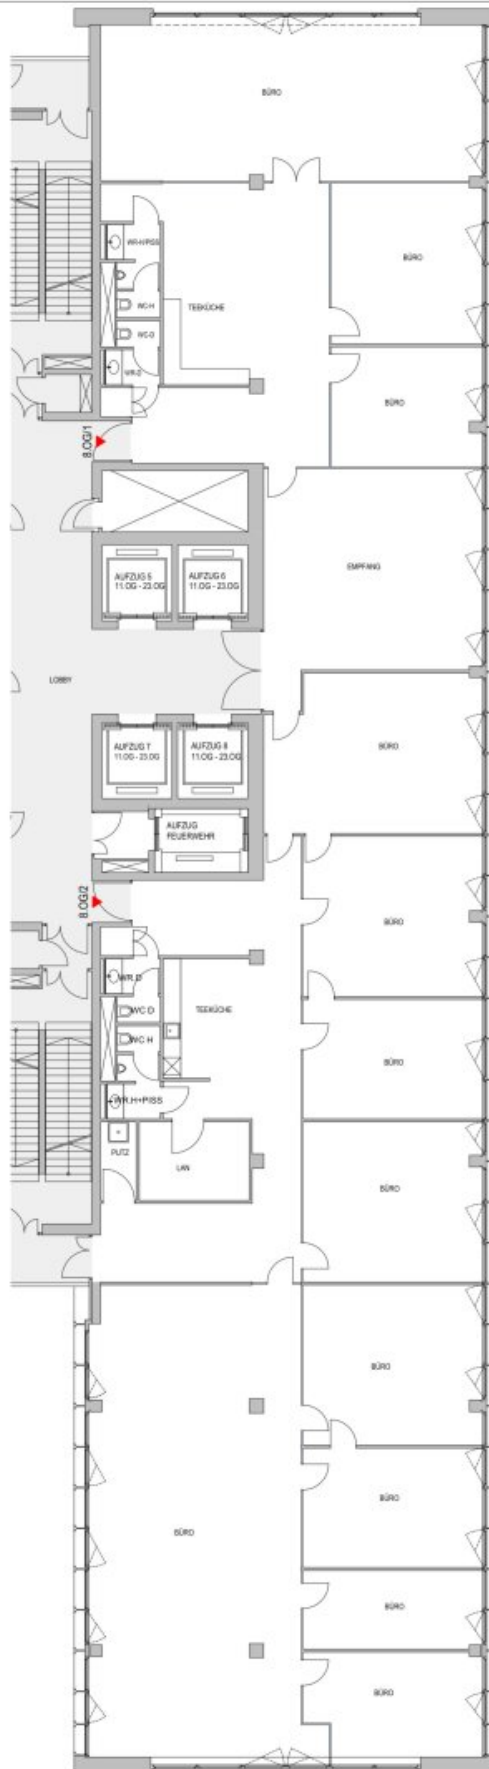 BÜRO
WR-H/PISS
BÜRO
WC-H
TEEKÜCHE
WC-D
WR-D
BÜRO
8.OG/1
EMPFANG
AUFZUG 5
11.OG - 23.OG
AUFZUG 6
11.OG - 23.OG
LOBBY
BÜRO
AUFZUG 7
11.OG - 23.OG
AUFZUG 8
11.OG - 23.OG
AUFZUG
FEUERWEHR
8.OG/2
BÜRO
WR.D
WC D
TEEKÜCHE
WC H
BÜRO
WR.H+PISS
PUTZ
LAN
BÜRO
BÜRO
BÜRO
BÜRO
BÜRO
BÜRO